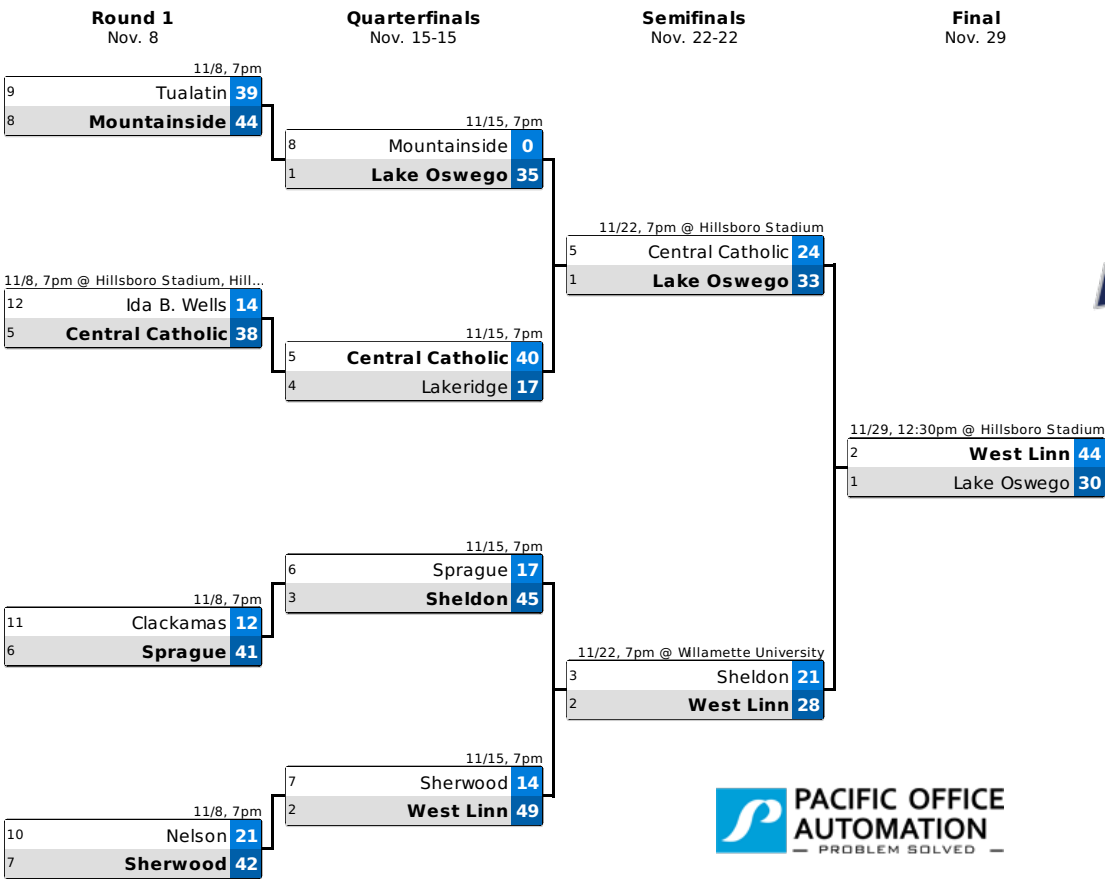 Round 1
Nov. 8
Quarterfinals
Nov. 15-15
Semifinals
Nov. 22-22
Final
Nov. 29
11/8, 7pm
9 Tualatin 39
8 Mountainside 44
11/8, 7pm @ Hillsboro Stadium, Hill...
12 Ida B. Wells 14
5 Central Catholic 38
11/8, 7pm
11 Clackamas 12
6 Sprague 41
11/8, 7pm
10 Nelson 21
7 Sherwood 42
11/15, 7pm
8 Mountainside 0
1 Lake Oswego 35
11/15, 7pm
5 Central Catholic 40
4 Lakeridge 17
11/15, 7pm
6 Sprague 17
3 Sheldon 45
11/15, 7pm
7 Sherwood 14
2 West Linn 49
11/22, 7pm @ Hillsboro Stadium
5 Central Catholic 24
1 Lake Oswego 33
11/22, 7pm @ Willamette University
3 Sheldon 21
2 West Linn 28
11/29, 12:30pm @ Hillsboro Stadium
2 West Linn 44
1 Lake Oswego 30
PACIFIC OFFICE
AUTOMATION
— PROBLEM SOLVED —